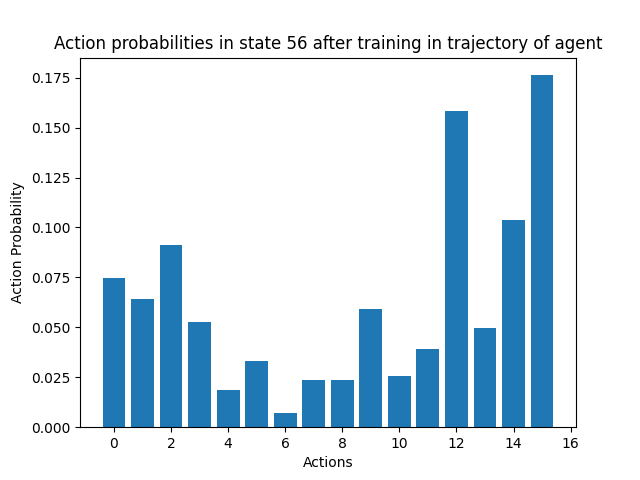 Action probabilities in state 56 after training in trajectory of agent
Action Probability
0.175
0.150
0.125
0.100
0.075
0.050
0.025
0.000
0 2 4 6 8 10 12 14 16
Actions